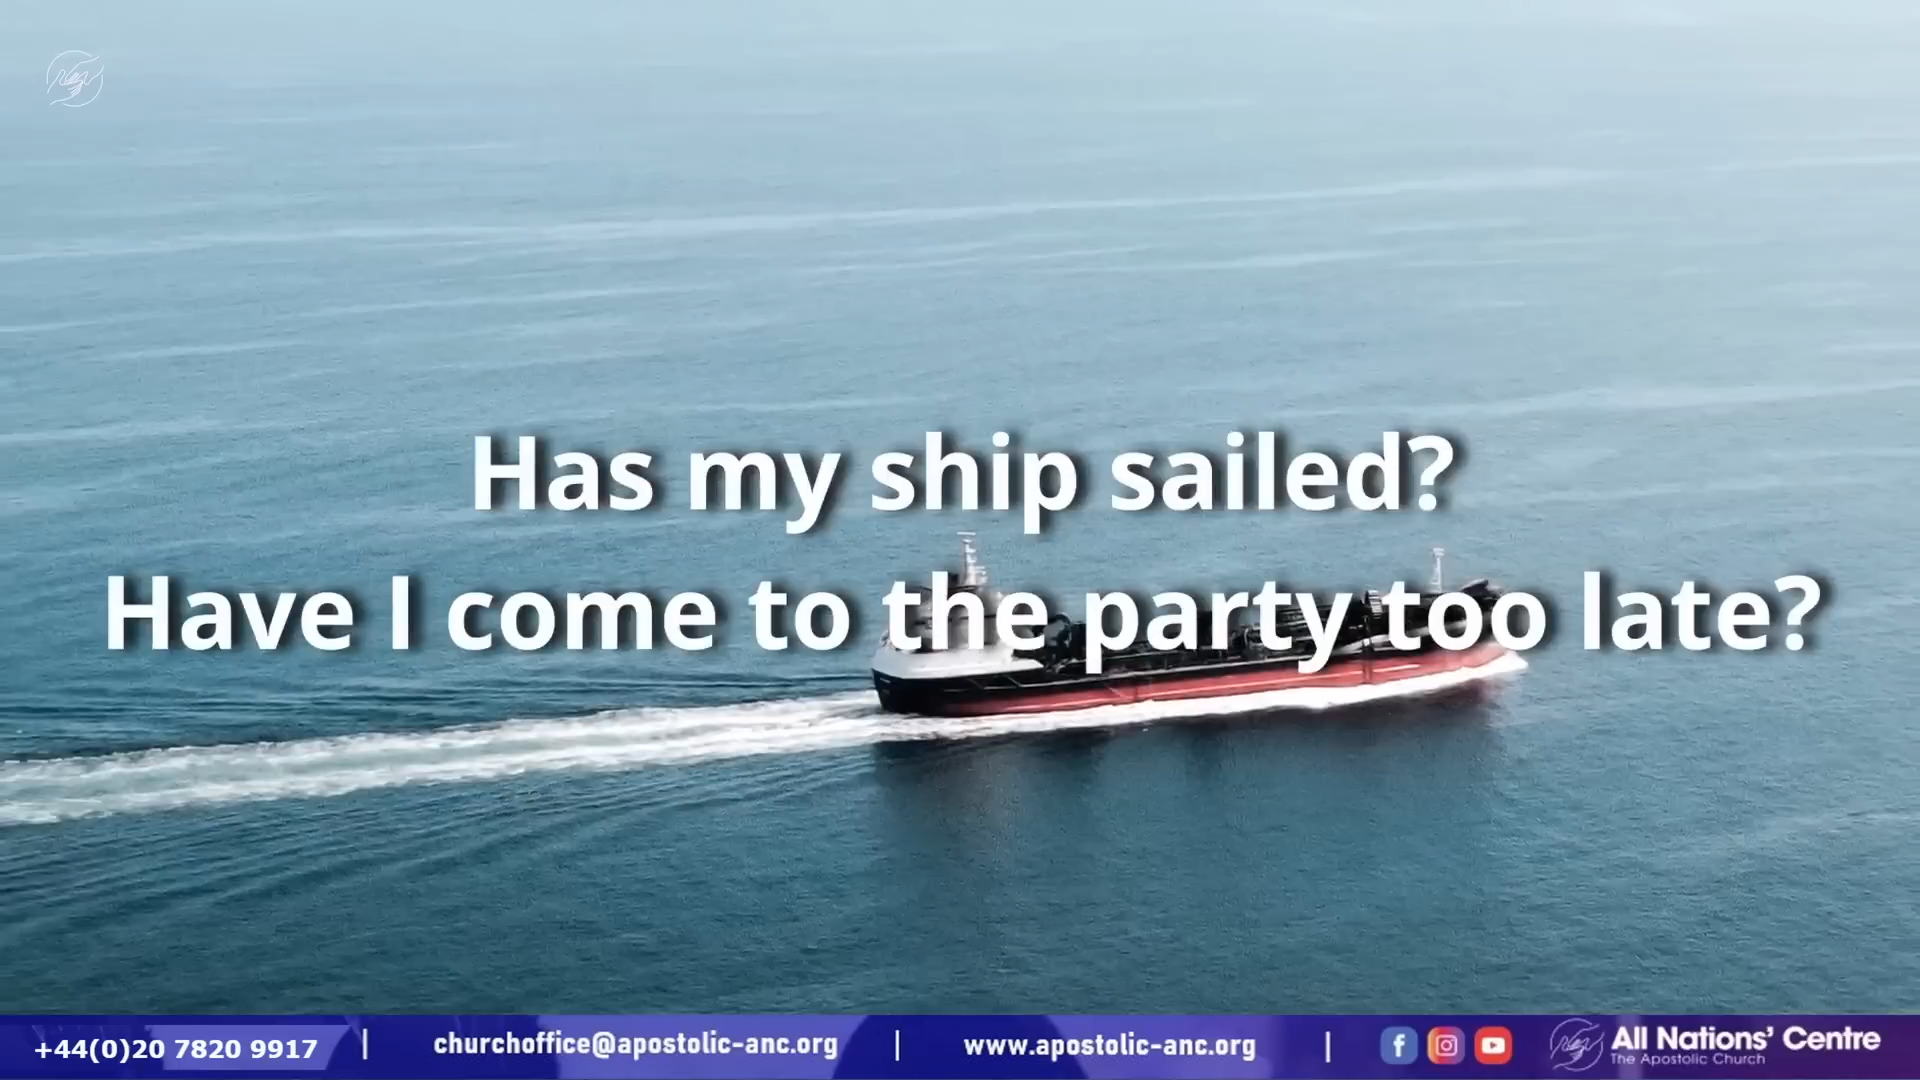 Has my ship sailed?
Have I come to the party too late?
+44(0)20 7820 9917 | churchoffice@apostolic-anc.org | www.apostolic-anc.org | All Nations' Centre
The Apostolic Church